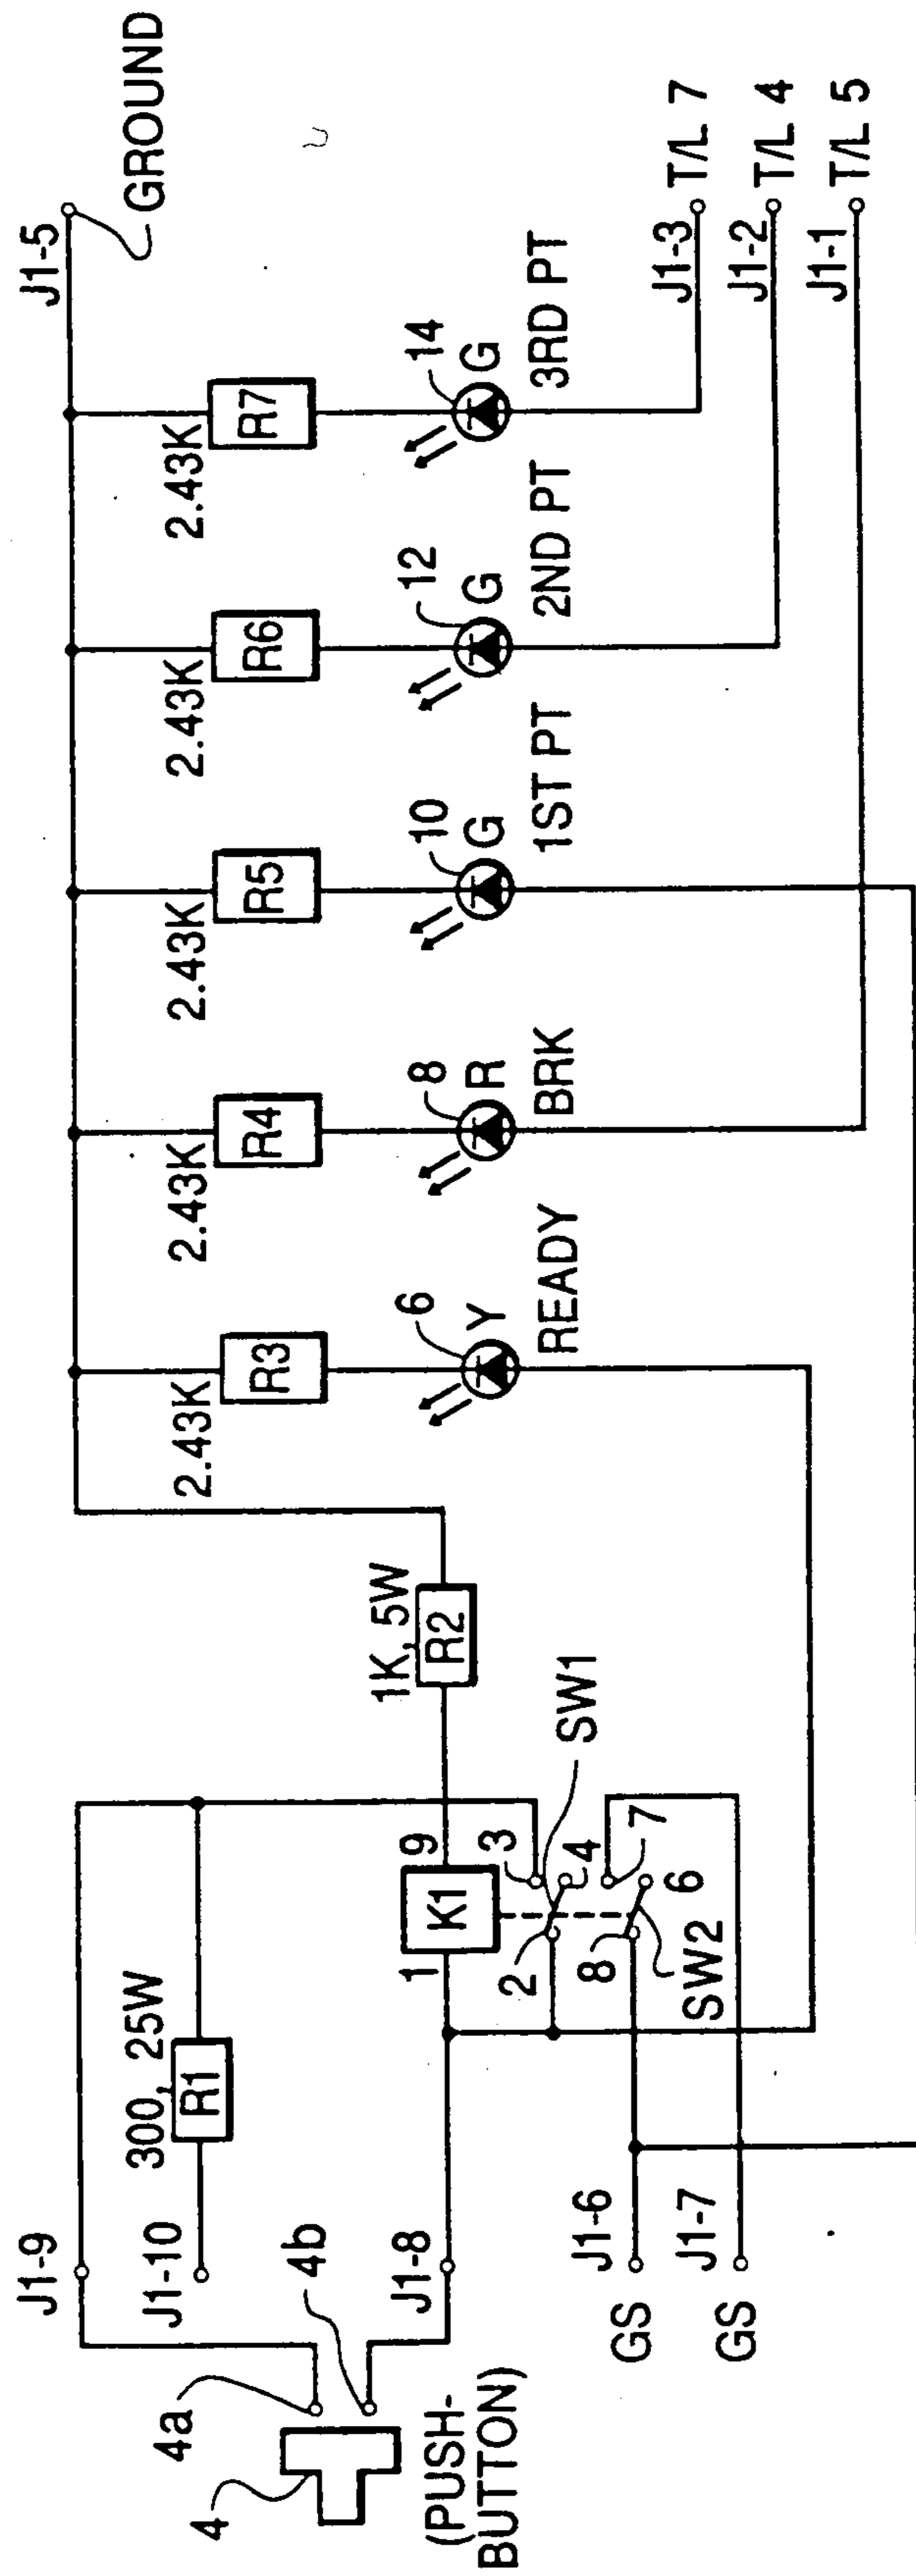 J1-9
J1-10
4a
4
4b
(PUSH-
BUTTON)
J1-8
GS
J1-6
GS
J1-7
300, 25W
R1
1
K1
9
2
3
4
SW1
8
7
6
SW2
1K, 5W
R2
2.43K
R3
6
Y
READY
2.43K
R4
8
R
BRK
2.43K
R5
10
G
1ST PT
2.43K
R6
12
G
2ND PT
2.43K
R7
14
G
3RD PT
J1-5
GROUND
J1-3
T/L 7
J1-2
T/L 4
J1-1
T/L 5